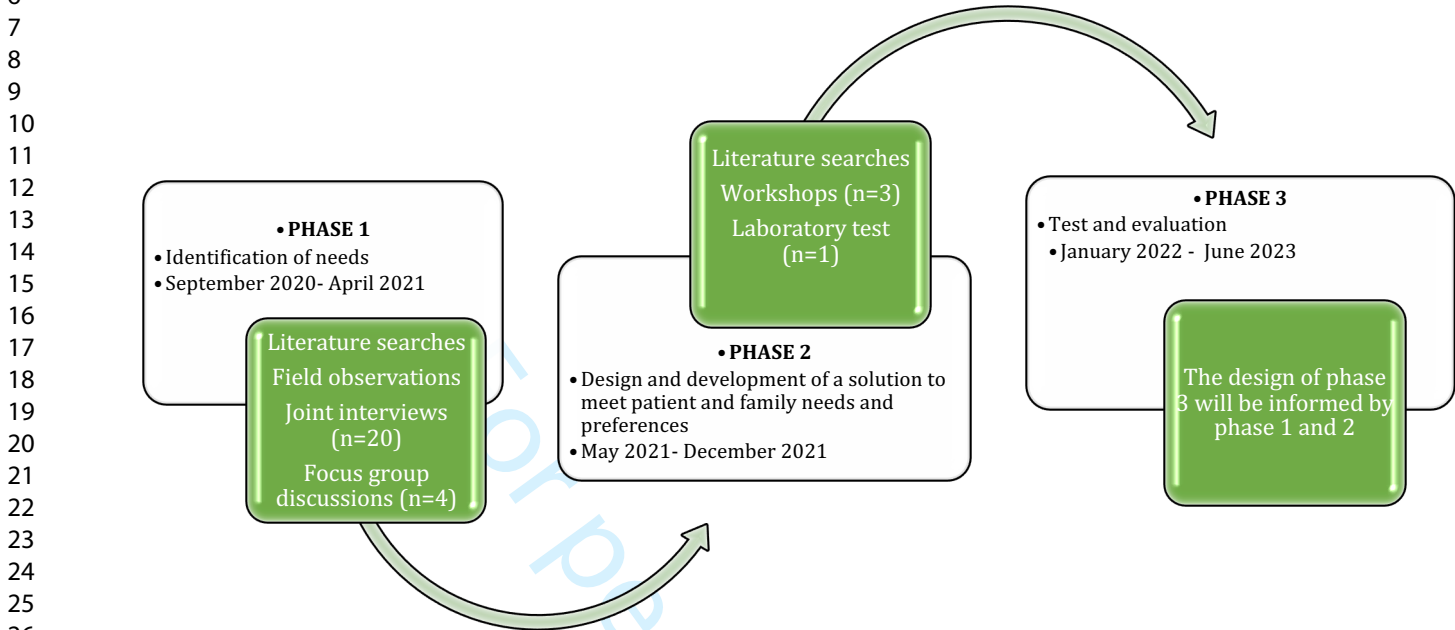 6
7
8
9
10
11
12
13
14
15
16
17
18
19
20
21
22
23
24
25
26
• PHASE 1
• Identification of needs
• September 2020- April 2021
Literature searches
Field observations
Joint interviews
(n=20)
Focus group
discussions (n=4)
Literature searches
Workshops (n=3)
Laboratory test
(n=1)
• PHASE 2
• Design and development of a solution to
meet patient and family needs and
preferences
• May 2021- December 2021
• PHASE 3
• Test and evaluation
• January 2022 - June 2023
The design of phase
3 will be informed by
phase 1 and 2
For pe